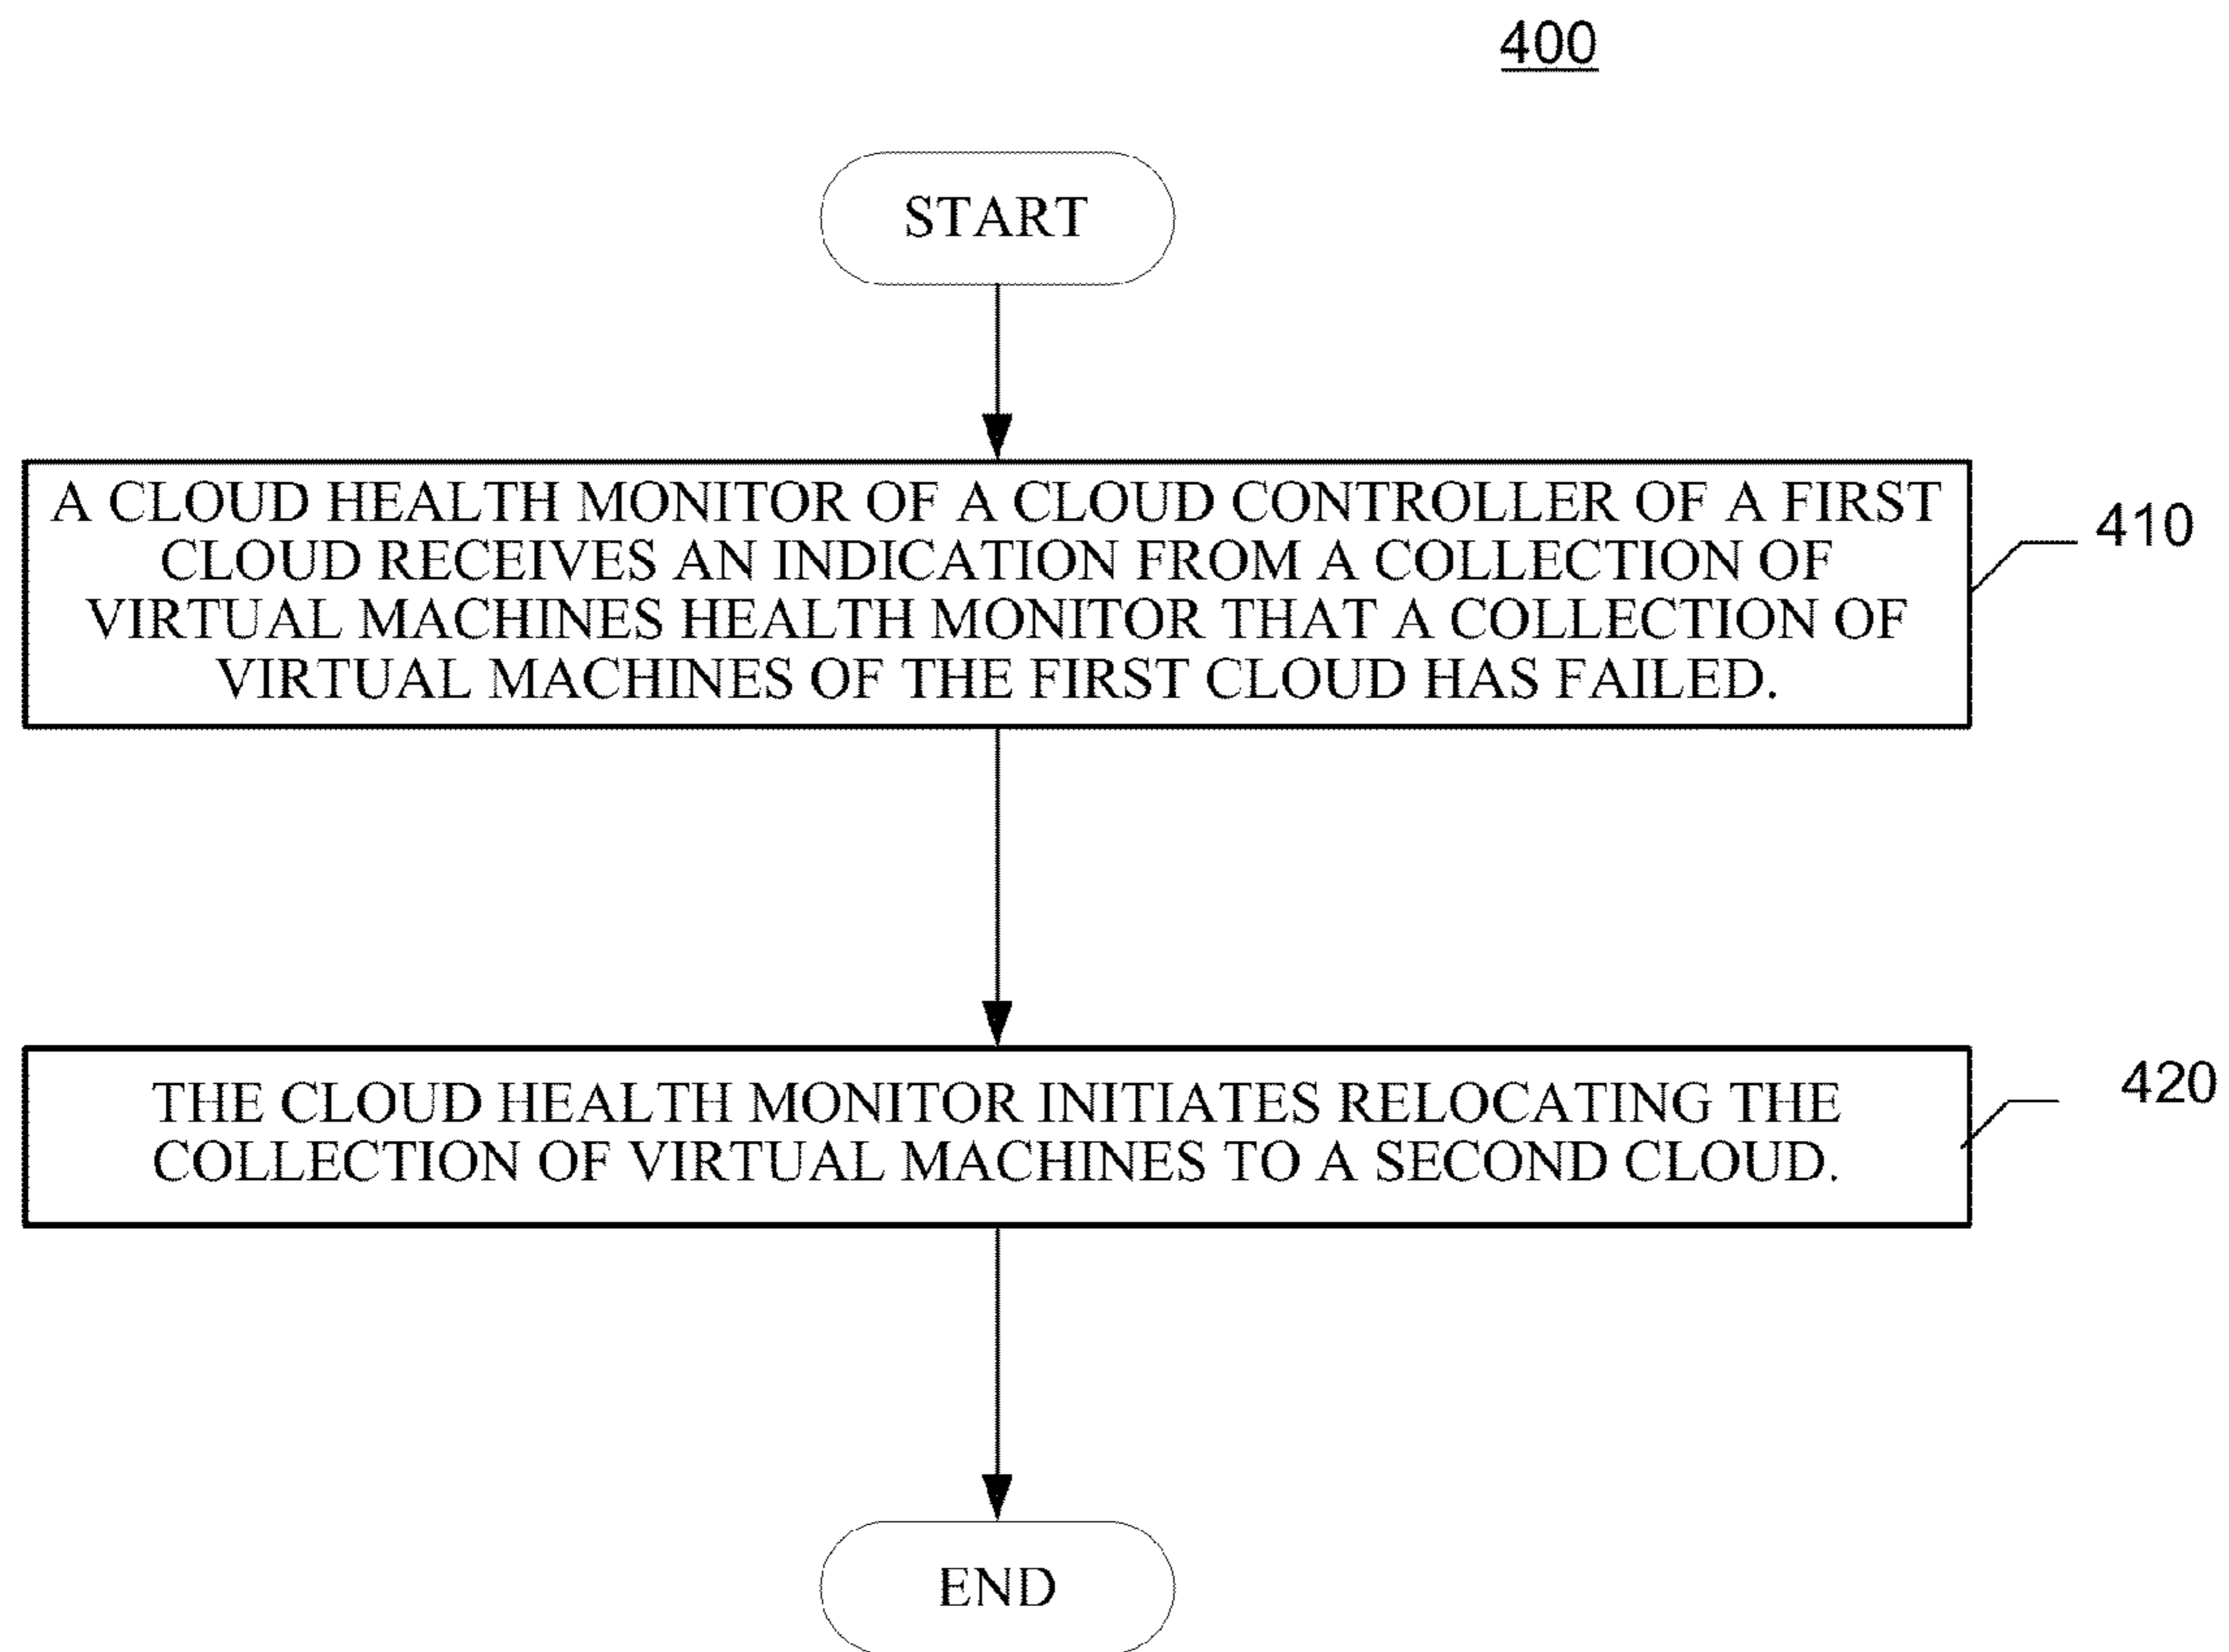 400
START
A CLOUD HEALTH MONITOR OF A CLOUD CONTROLLER OF A FIRST
CLOUD RECEIVES AN INDICATION FROM A COLLECTION OF
VIRTUAL MACHINES HEALTH MONITOR THAT A COLLECTION OF
VIRTUAL MACHINES OF THE FIRST CLOUD HAS FAILED.
410
THE CLOUD HEALTH MONITOR INITIATES RELOCATING THE
COLLECTION OF VIRTUAL MACHINES TO A SECOND CLOUD.
420
END